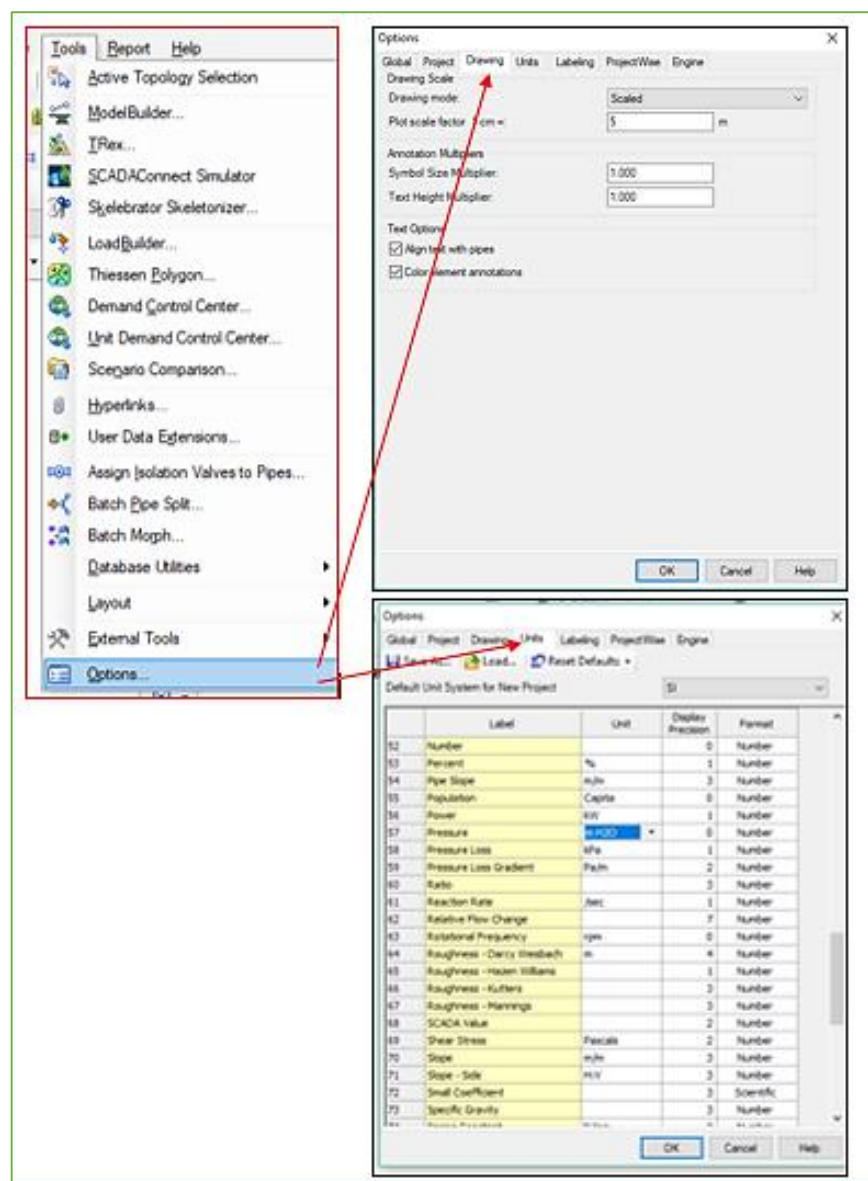 Tools Report Help
Active Topology Selection
ModelBuilder...
TRex...
SCADAConnect Simulator
Skelebrator Skeletonizer...
LoadBuilder...
Thiessen Polygon...
Demand Control Center...
Unit Demand Control Center...
Scenario Comparison...
Hyperlinks...
User Data Extensions...
Assign Isolation Valves to Pipes...
Batch Pipe Split...
Batch Morph...
Database Utilities
Layout
External Tools
Options...
Options
Global Project Drawing Units Labeling ProjectWise Engine
Drawing Scale
Drawing mode: Scaled
Plot scale factor 1 cm = 5 m
Annotation Multipliers
Symbol Size Multiplier: 1.000
Text Height Multiplier: 1.000
Text Options
Align text with pipes
Color element annotations
OK Cancel Help
Options
Global Project Drawing Units Labeling ProjectWise Engine
Save As... Load... Reset Defaults
Default Unit System for New Project SI
Label Unit Display Precision Format
52 Number 0 Number
53 Percent % 1 Number
54 Pipe Slope m/m 3 Number
55 Population Capita 0 Number
56 Power kW 1 Number
57 Pressure m H2O 0 Number
58 Pressure Loss kPa 1 Number
59 Pressure Loss Gradient Pa/m 2 Number
60 Ratio 3 Number
61 Reaction Rate /sec 1 Number
62 Relative Flow Change 7 Number
63 Rotational Frequency rpm 0 Number
64 Roughness - Darcy Weisbach m 4 Number
65 Roughness - Hazen Williams 1 Number
66 Roughness - Kutters 3 Number
67 Roughness - Mannings 3 Number
68 SCADA Value 2 Number
69 Shear Stress Pascals 2 Number
70 Slope m/m 3 Number
71 Slope - Side H:V 3 Number
72 Small Coefficient 3 Scientific
73 Specific Gravity 3 Number
OK Cancel Help